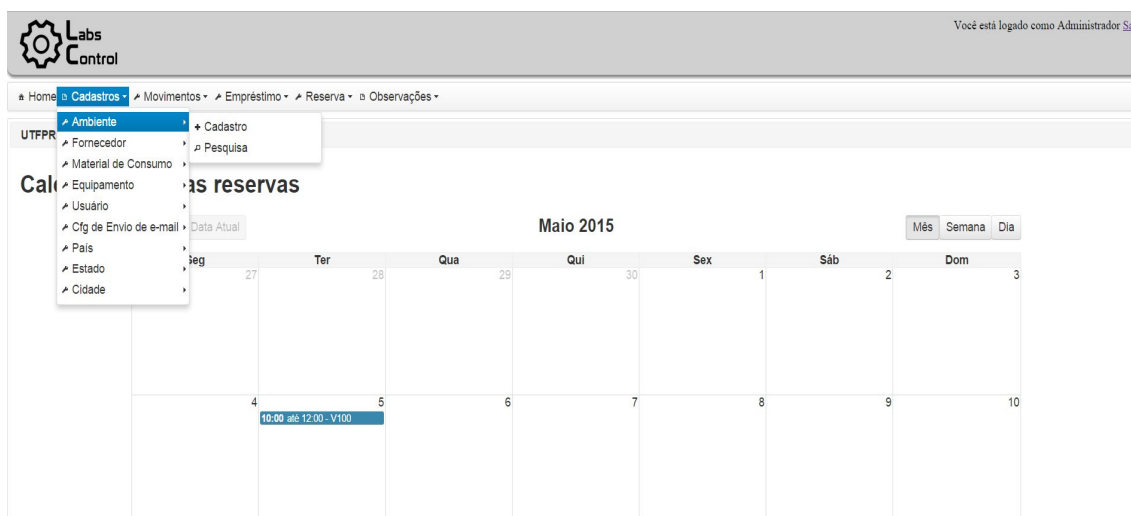 Labs
Control
Você está logado como Administrador
Home Cadastros Movimentos Empréstimo Reserva Observações
Ambiente
Fornecedor
Material de Consumo
Equipamento
Usuário
Cfg de Envio de e-mail
País
Estado
Cidade
Cadastro
Pesquisa
UTFPR
as reservas
Data Atual
Maio 2015
Mês Semana Dia
Seg Ter Qua Qui Sex Sáb Dom
27 28 29 30 1 2 3
4 5 6 7 8 9 10
10:00 até 12:00 - V100